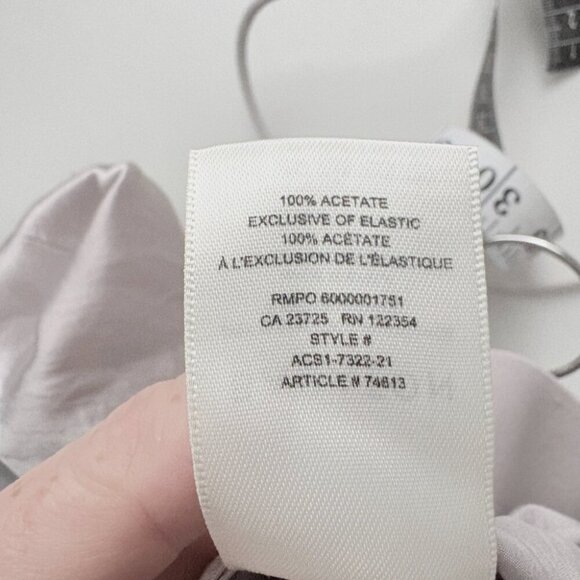 100% ACETATE
EXCLUSIVE OF ELASTIC
100% ACÉTATE
À L'EXCLUSION DE L'ÉLASTIQUE
RMPO 6000001751
CA 23725 RN 122354
STYLE #
ACS1-7322-21
ARTICLE # 74613
30